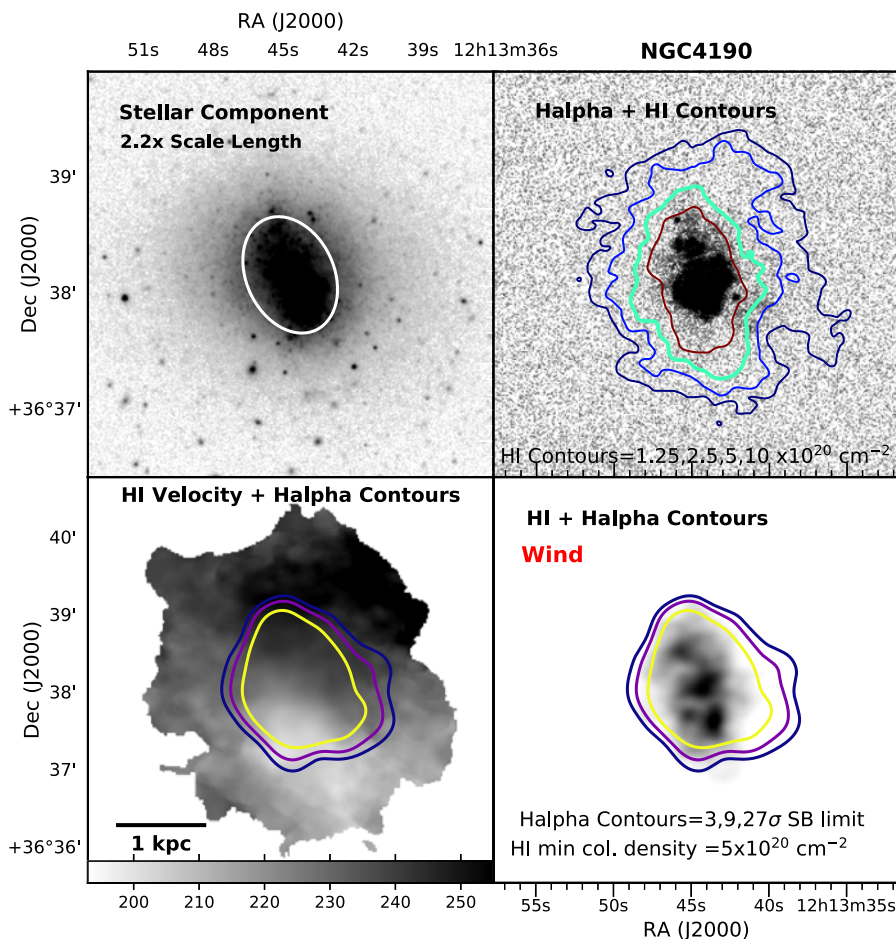 RA (J2000)
51s 48s 45s 42s 39s 12h13m36s
NGC4190
Stellar Component
2.2x Scale Length
Halpha + HI Contours
39'
38'
+36°37'
Dec (J2000)
HI Contours=1.25,2.5,5,10 x10²⁰ cm⁻²
HI Velocity + Halpha Contours
HI + Halpha Contours
Wind
40'
39'
38'
37'
+36°36'
Dec (J2000)
1 kpc
Halpha Contours=3,9,27σ SB limit
HI min col. density =5x10²⁰ cm⁻²
200 210 220 230 240 250
55s 50s 45s 40s 12h13m35s
RA (J2000)